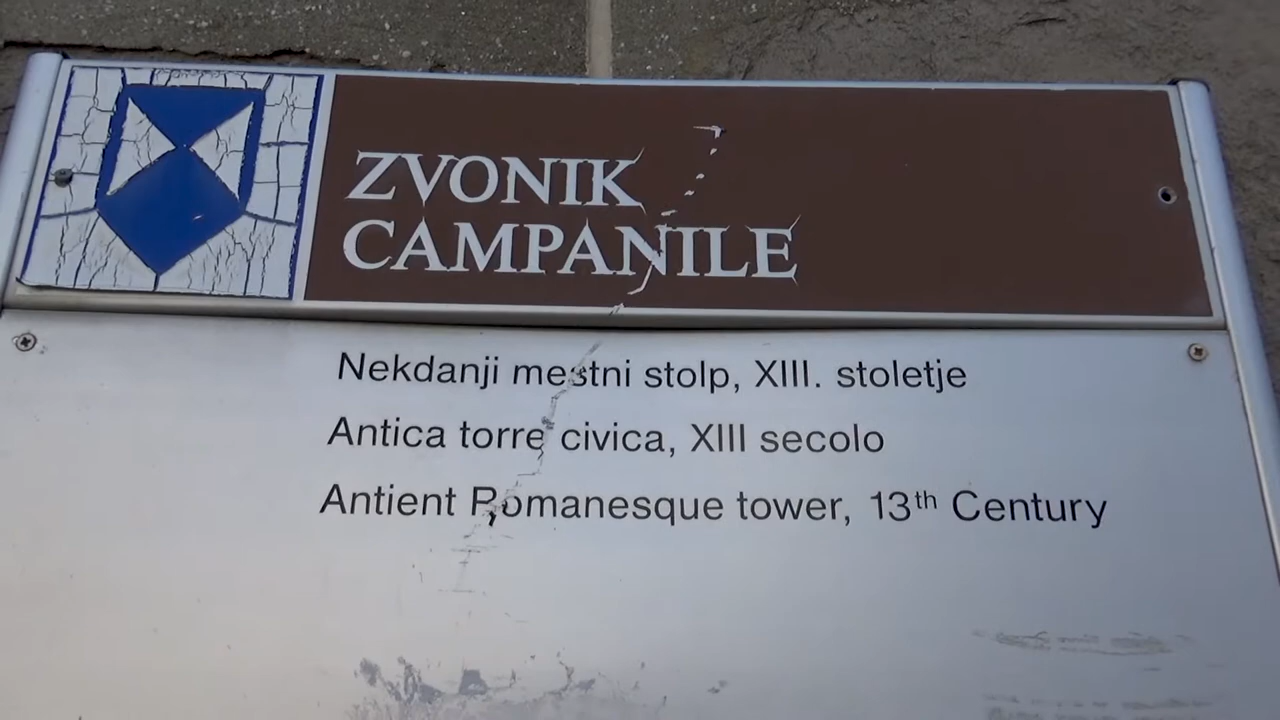 ZVONIK
CAMPANILE
Nekdanji mestni stolp, XIII. stoletje
Antica torre civica, XIII secolo
Antient Romanesque tower, 13th Century